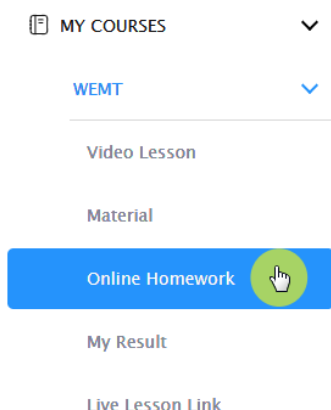 MY COURSES
WEMT
Video Lesson
Material
Online Homework
My Result
Live Lesson Link